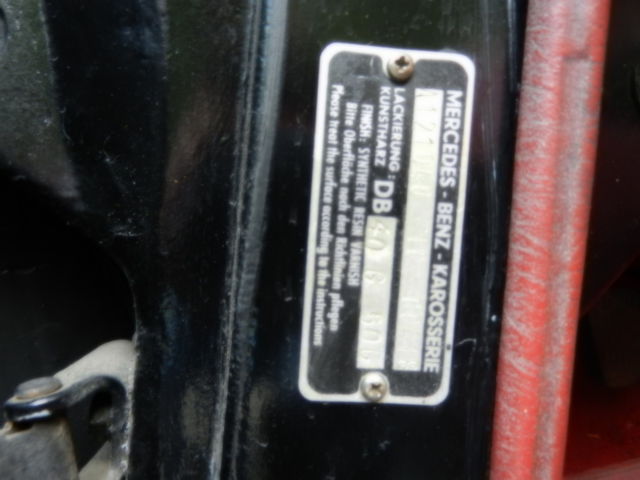 MERCEDES - BENZ - KAROSSERIE
LACKIERUNG
KUNSTHARZ DB
FINISH: SYNTHETIC RESIN VARNISH
Bitte Oberfläche nach den Richtlinien pflegen
Please treat the surface according to the instructions